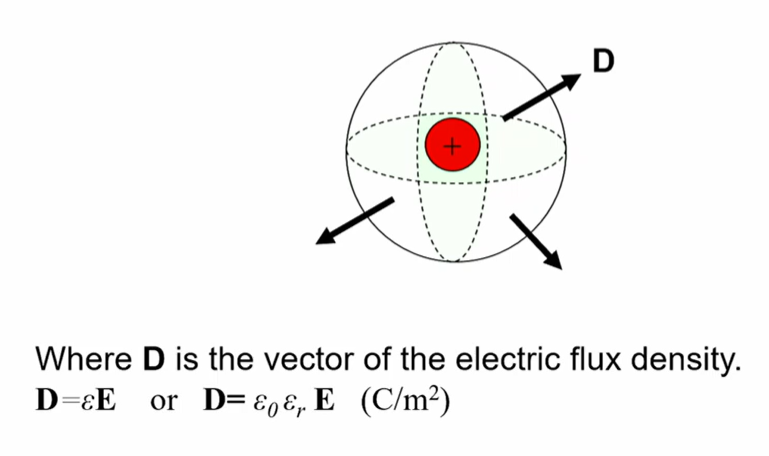 D
+
Where D is the vector of the electric flux density.
D=εE or D= ε₀ εᵣ E (C/m²)